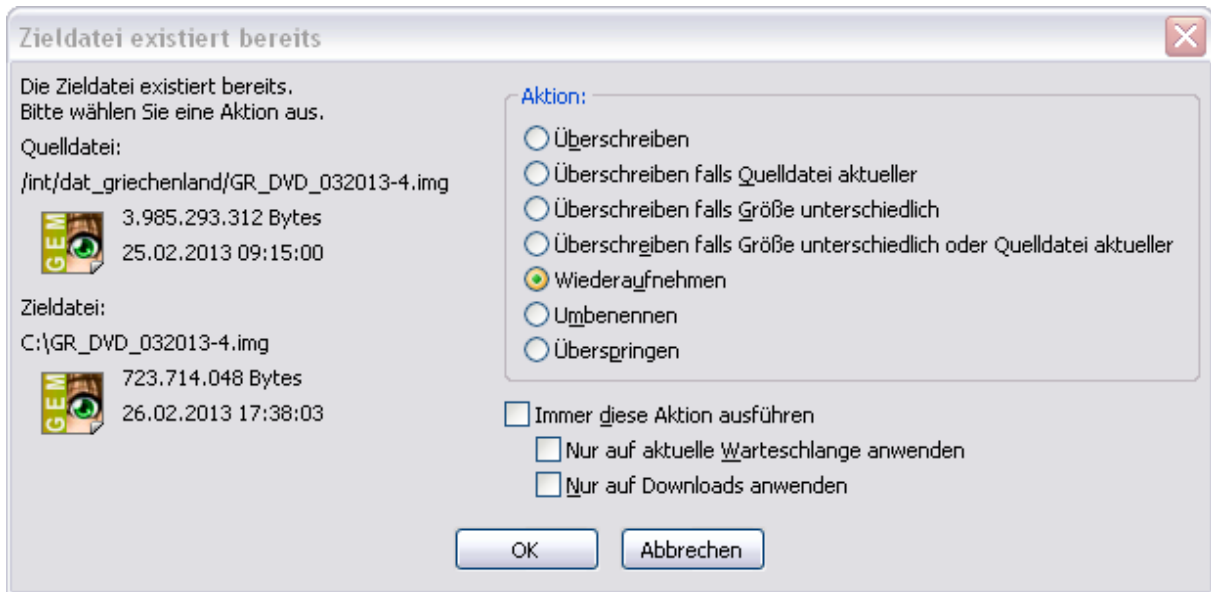 Zieldatei existiert bereits
Die Zieldatei existiert bereits.
Bitte wählen Sie eine Aktion aus.
Quelldatei:
/int/dat_griechenland/GR_DVD_032013-4.img
GEM
3.985.293.312 Bytes
25.02.2013 09:15:00
Zieldatei:
C:\GR_DVD_032013-4.img
GEM
723.714.048 Bytes
26.02.2013 17:38:03
Aktion:
Überschreiben
Überschreiben falls Quelldatei aktueller
Überschreiben falls Größe unterschiedlich
Überschreiben falls Größe unterschiedlich oder Quelldatei aktueller
Wiederaufnehmen
Umbenennen
Überspringen
Immer diese Aktion ausführen
Nur auf aktuelle Warteschlange anwenden
Nur auf Downloads anwenden
OK
Abbrechen